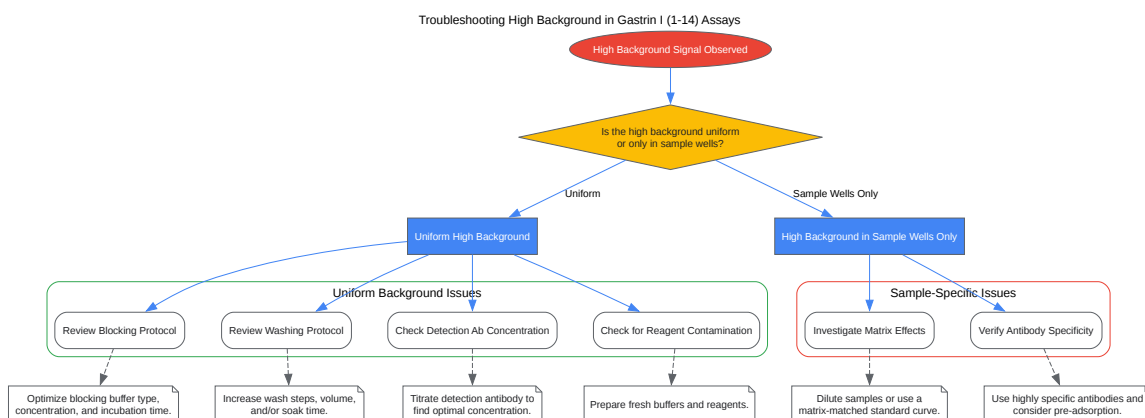 Troubleshooting High Background in Gastrin I (1-14) Assays
High Background Signal Observed
Is the high background uniform
or only in sample wells?
Uniform
Sample Wells Only
Uniform High Background
High Background in Sample Wells Only
Uniform Background Issues
Sample-Specific Issues
Review Blocking Protocol
Review Washing Protocol
Check Detection Ab Concentration
Check for Reagent Contamination
Investigate Matrix Effects
Verify Antibody Specificity
Optimize blocking buffer type,
concentration, and incubation time.
Increase wash steps, volume,
and/or soak time.
Titrate detection antibody to
find optimal concentration.
Prepare fresh buffers and reagents.
Dilute samples or use a
matrix-matched standard curve.
Use highly specific antibodies and
consider pre-adsorption.